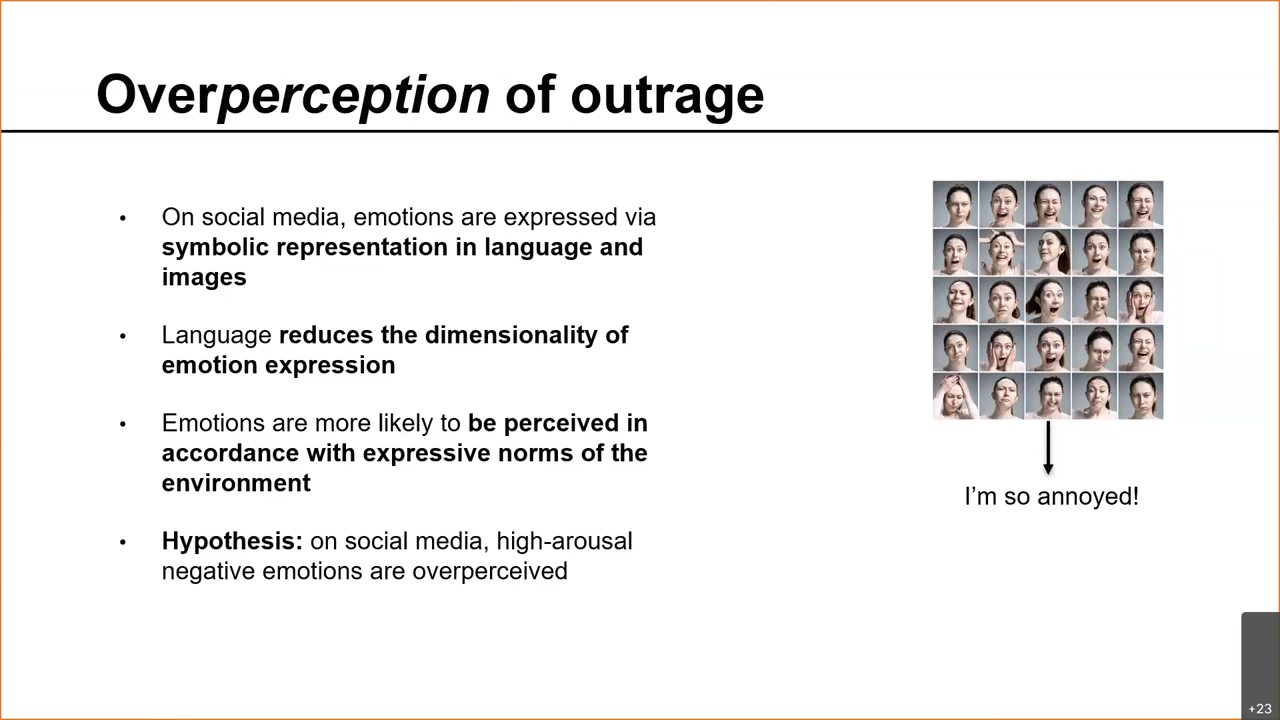 Overperception of outrage
• On social media, emotions are expressed via
symbolic representation in language and
images
• Language reduces the dimensionality of
emotion expression
• Emotions are more likely to be perceived in
accordance with expressive norms of the
environment
• Hypothesis: on social media, high-arousal
negative emotions are overperceived
I’m so annoyed!
+23